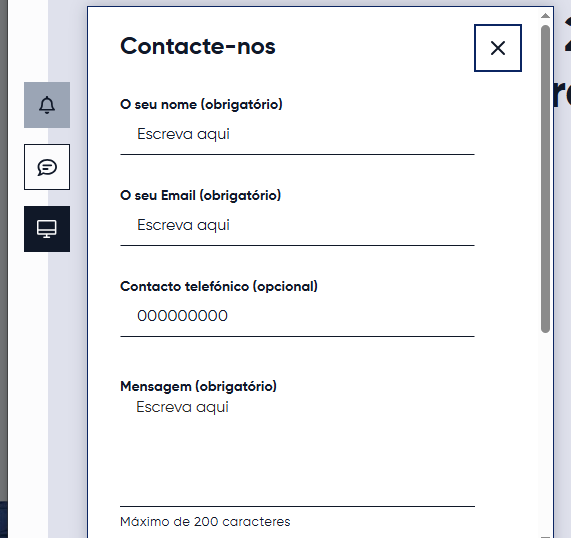 Contacte-nos
O seu nome (obrigatório)
Escreva aqui
O seu Email (obrigatório)
Escreva aqui
Contacto telefónico (opcional)
000000000
Mensagem (obrigatório)
Escreva aqui
Máximo de 200 caracteres